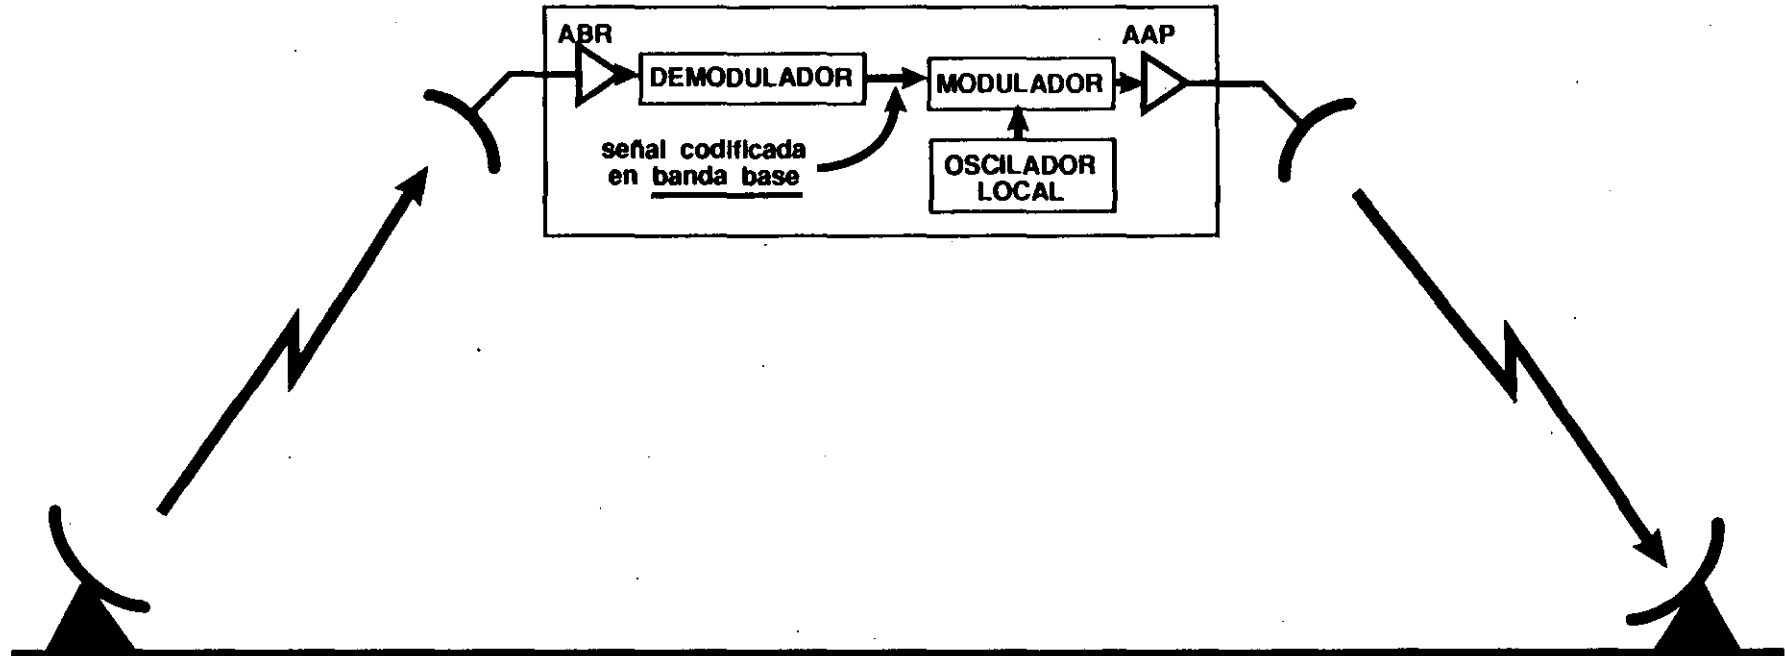 ABR
AAP
DEMODULADOR
MODULADOR
señal codificada
en banda base
OSCILADOR
LOCAL